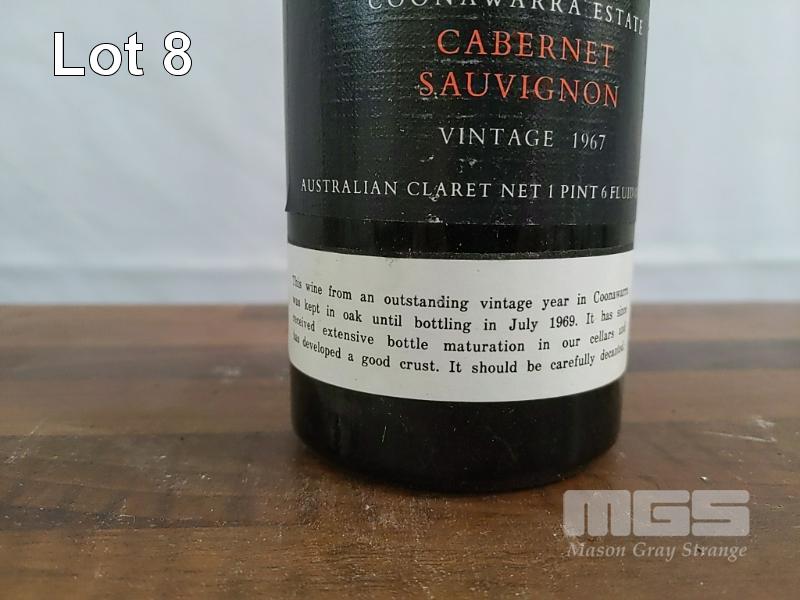 Lot 8
COONAWARRA ESTATE
CABERNET
SAUVIGNON
VINTAGE 1967
AUSTRALIAN CLARET NET 1 PINT 6
This wine from an outstanding vintage year in Coonawarra
was kept in oak until bottling in July 1969. It has since
received extensive bottle maturation in our cellars and
has developed a good crust. It should be carefully decanted.
MGS
Mason Gray Strange